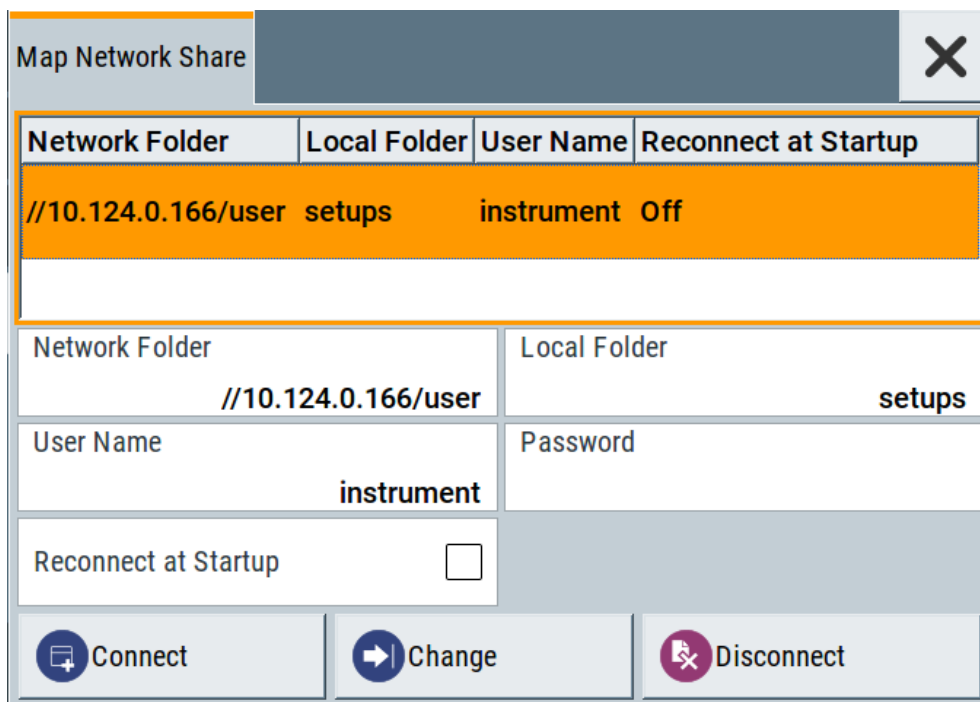 Map Network Share
Network Folder Local Folder User Name Reconnect at Startup
//10.124.0.166/user setups instrument Off
Network Folder Local Folder
//10.124.0.166/user setups
User Name Password
instrument
Reconnect at Startup
Connect Change Disconnect